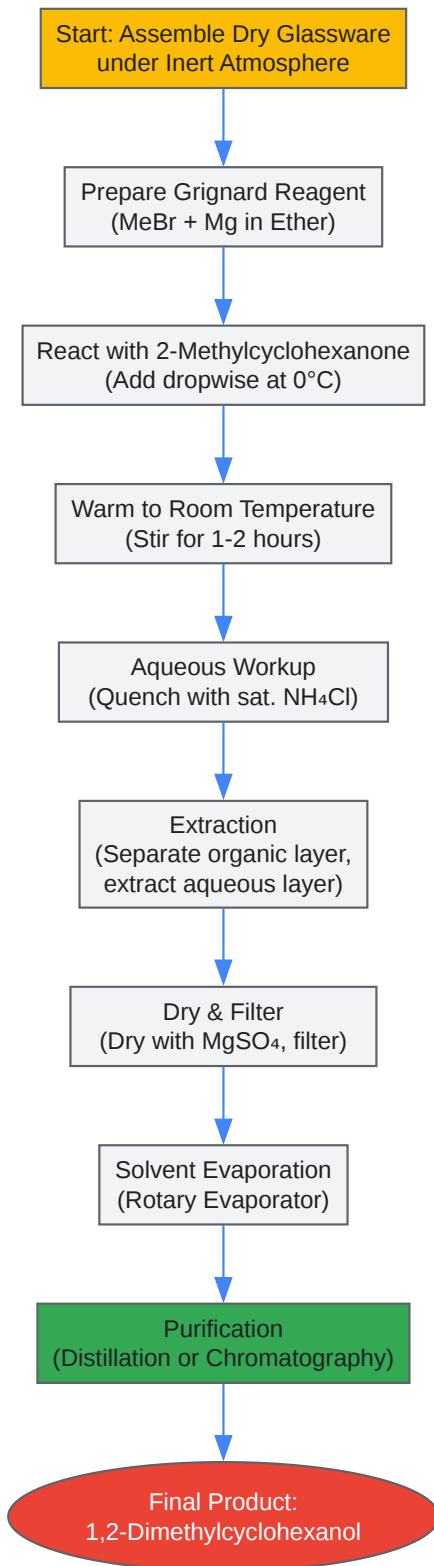 Start: Assemble Dry Glassware
under Inert Atmosphere
Prepare Grignard Reagent
(MeBr + Mg in Ether)
React with 2-Methylcyclohexanone
(Add dropwise at 0°C)
Warm to Room Temperature
(Stir for 1-2 hours)
Aqueous Workup
(Quench with sat. NH₄Cl)
Extraction
(Separate organic layer,
extract aqueous layer)
Dry & Filter
(Dry with MgSO₄, filter)
Solvent Evaporation
(Rotary Evaporator)
Purification
(Distillation or Chromatography)
Final Product:
1,2-Dimethylcyclohexanol